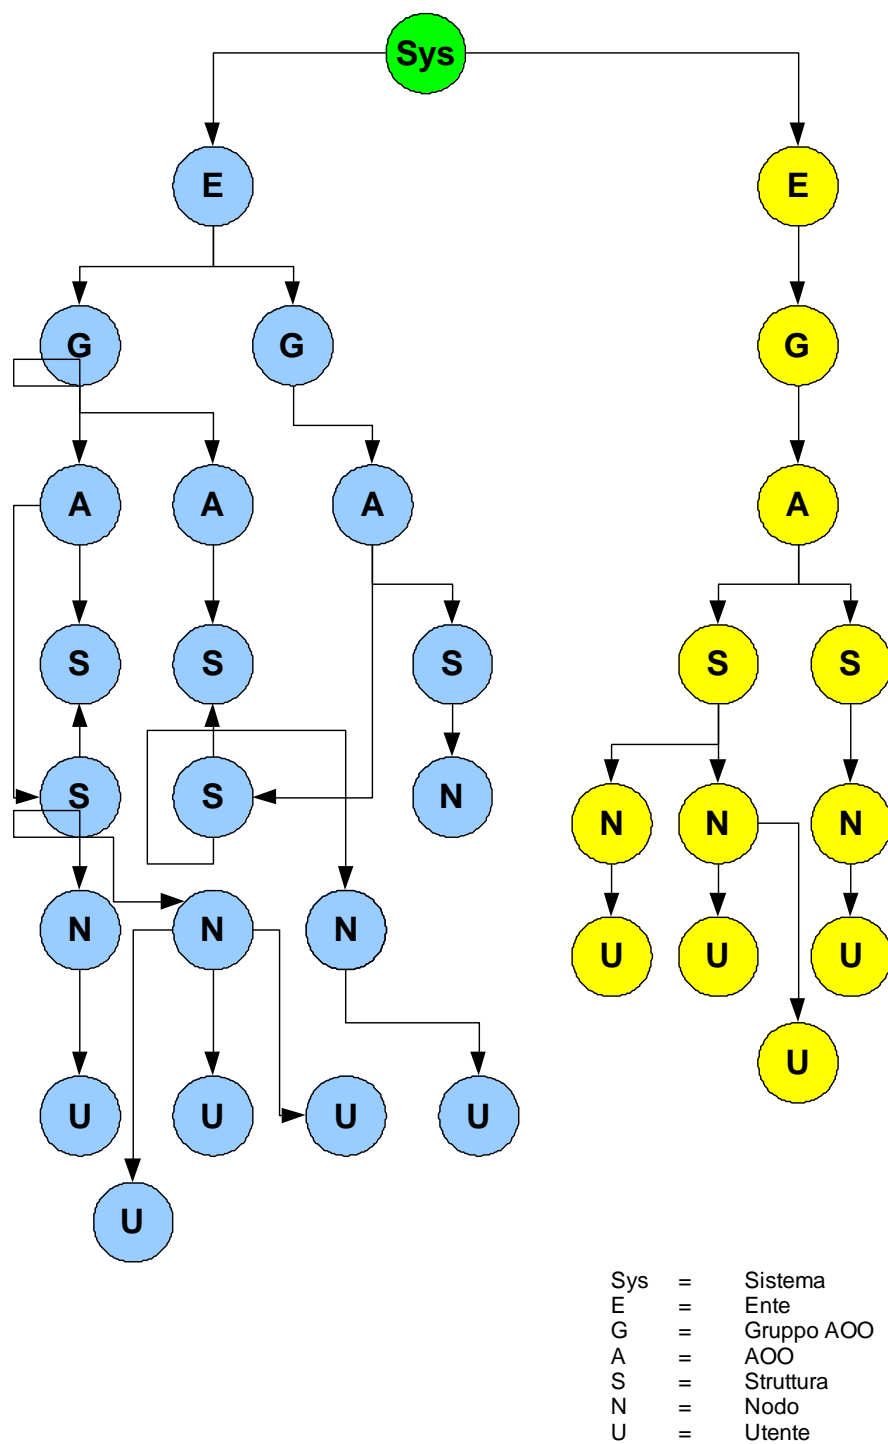 Sys
E E
G G G
A A A A
S S S S S
S S N N N N
N N N U U U
U U U U U
U
Sys = Sistema
E = Ente
G = Gruppo AOO
A = AOO
S = Struttura
N = Nodo
U = Utente